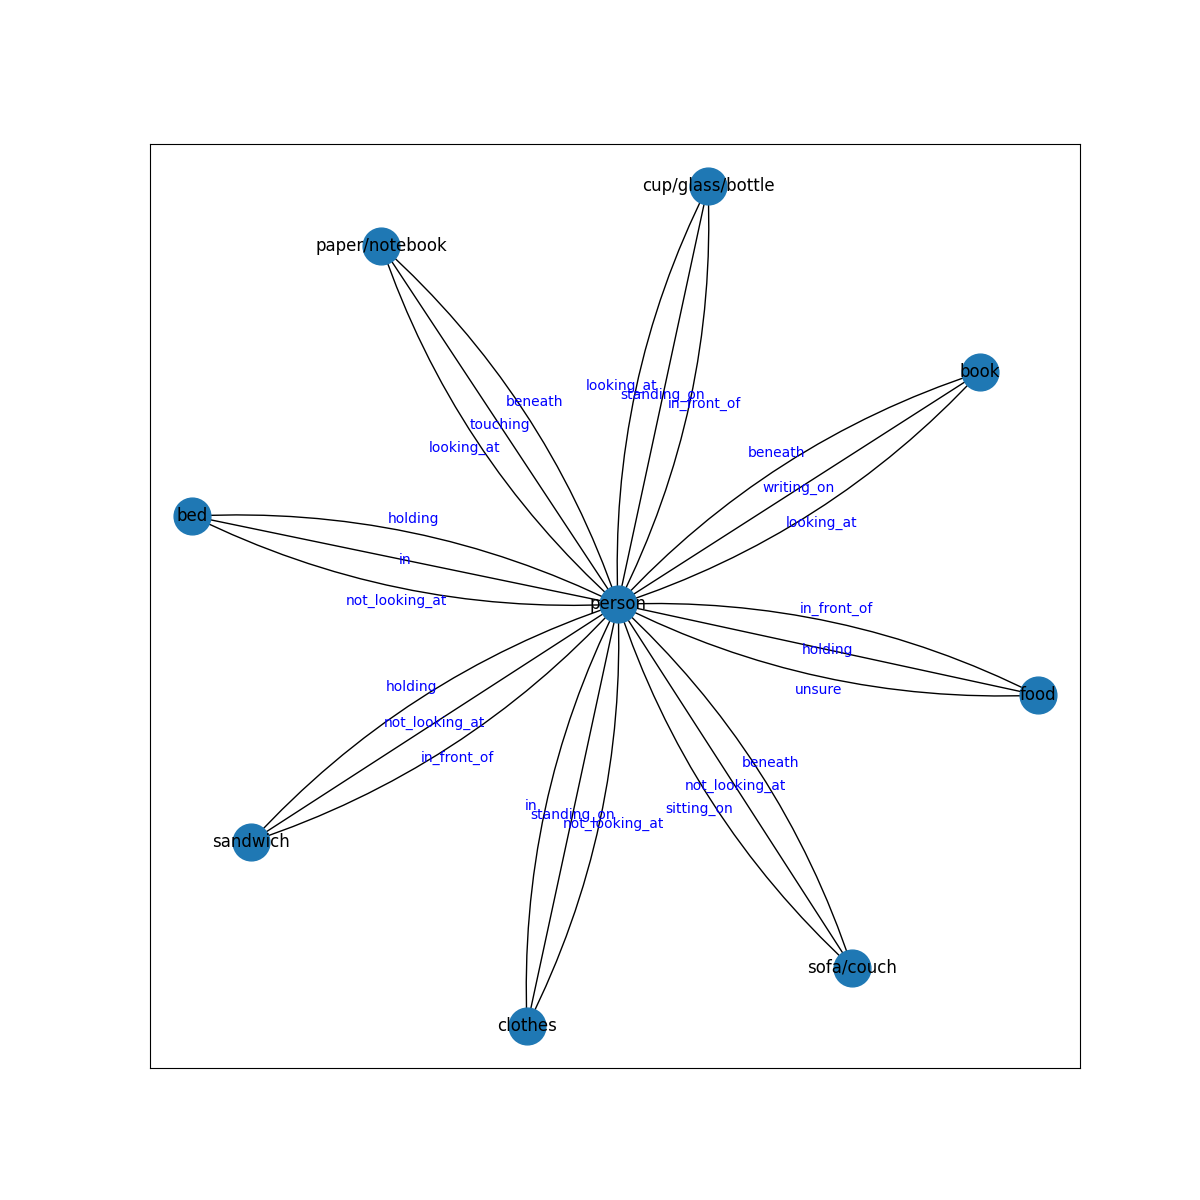 cup/glass/bottle
paper/notebook
book
looking_at
standing_on
in_front_of
beneath
touching
looking_at
beneath
writing_on
looking_at
bed
holding
in
not_looking_at
person
in_front_of
holding
unsure
food
holding
not_looking_at
in_front_of
beneath
not_looking_at
sitting_on
in
standing_on
not_looking_at
sandwich
sofa/couch
clothes